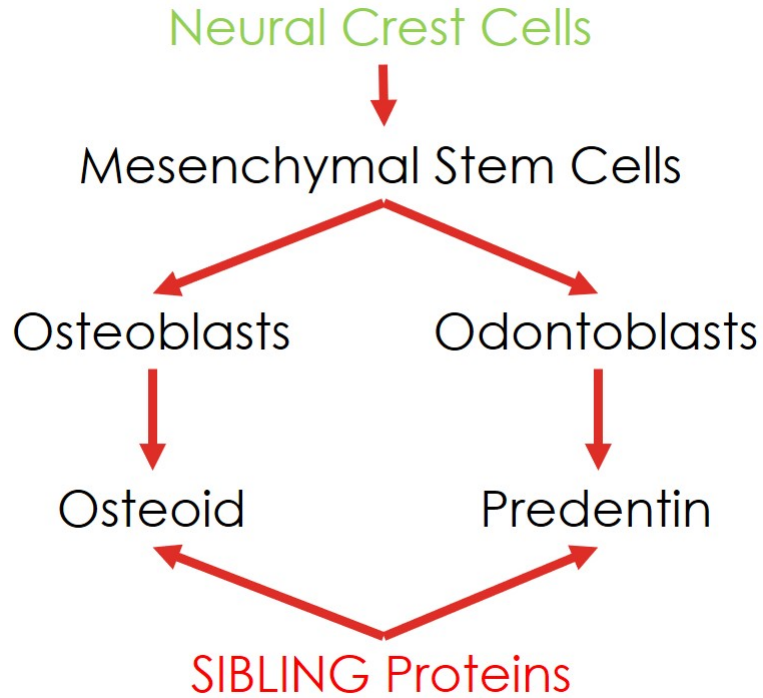 Neural Crest Cells
Mesenchymal Stem Cells
Osteoblasts
Odontoblasts
Osteoid
Predentin
SIBLING Proteins